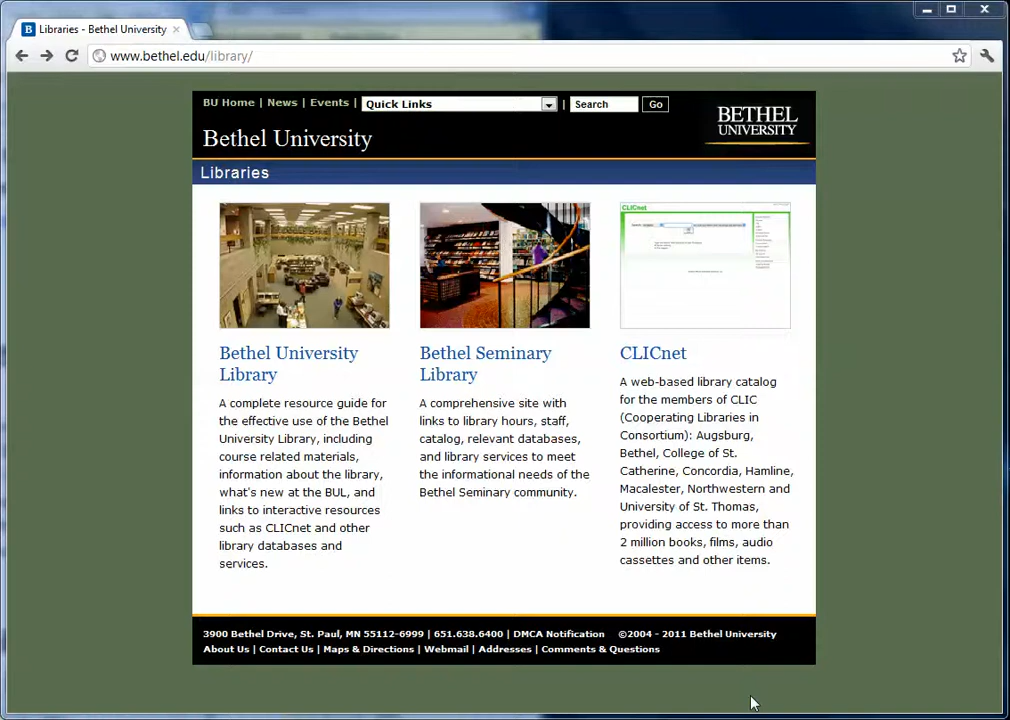 Libraries - Bethel University
www.bethel.edu/library/
BU Home | News | Events | Quick Links | Search Go
BETHEL
UNIVERSITY
Bethel University
Libraries
CLICnet
Bethel University
Library
A complete resource guide for
the effective use of the Bethel
University Library, including
course related materials,
information about the library,
what's new at the BUL, and
links to interactive resources
such as CLICnet and other
library databases and
services.
Bethel Seminary
Library
A comprehensive site with
links to library hours, staff,
catalog, relevant databases,
and library services to meet
the informational needs of the
Bethel Seminary community.
CLICnet
A web-based library catalog
for the members of CLIC
(Cooperating Libraries in
Consortium): Augsburg,
Bethel, College of St.
Catherine, Concordia, Hamline,
Macalester, Northwestern and
University of St. Thomas,
providing access to more than
2 million books, films, audio
cassettes and other items.
3900 Bethel Drive, St. Paul, MN 55112-6999 | 651.638.6400 | DMCA Notification ©2004 - 2011 Bethel University
About Us | Contact Us | Maps & Directions | Webmail | Addresses | Comments & Questions